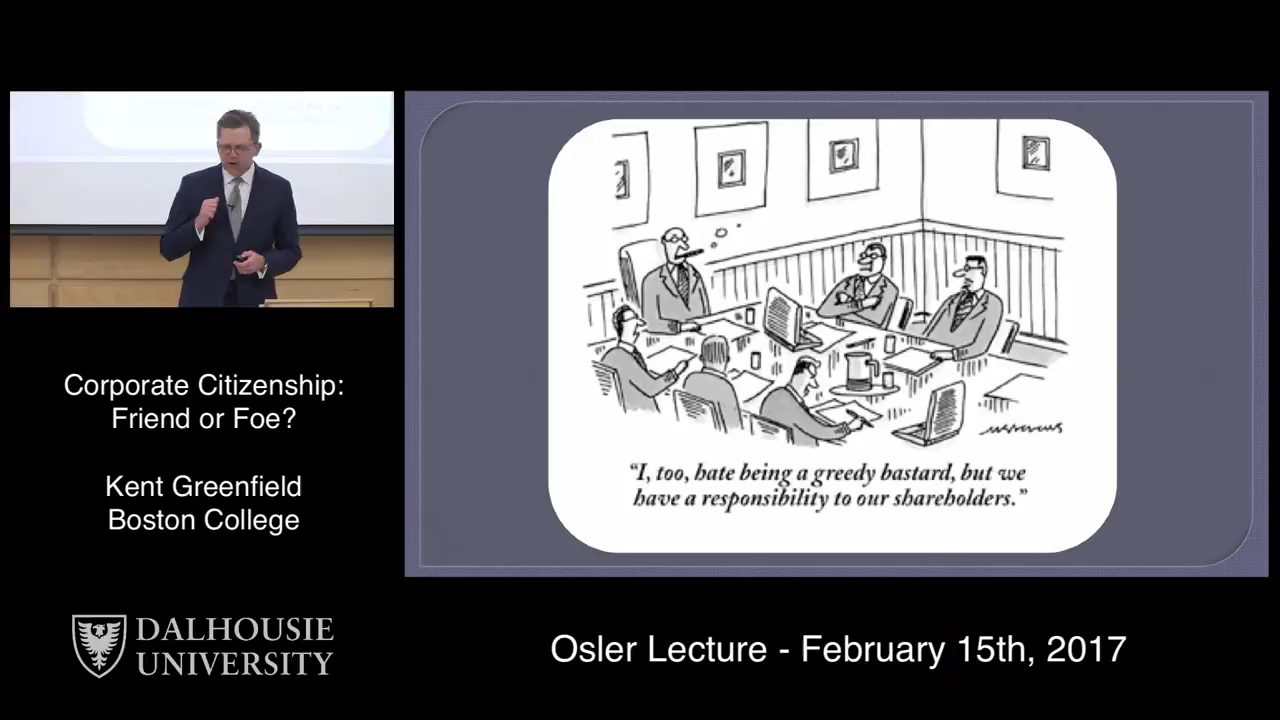 Corporate Citizenship:
Friend or Foe?
Kent Greenfield
Boston College
DALHOUSIE
UNIVERSITY
“I, too, hate being a greedy bastard, but we
have a responsibility to our shareholders.”
Osler Lecture - February 15th, 2017